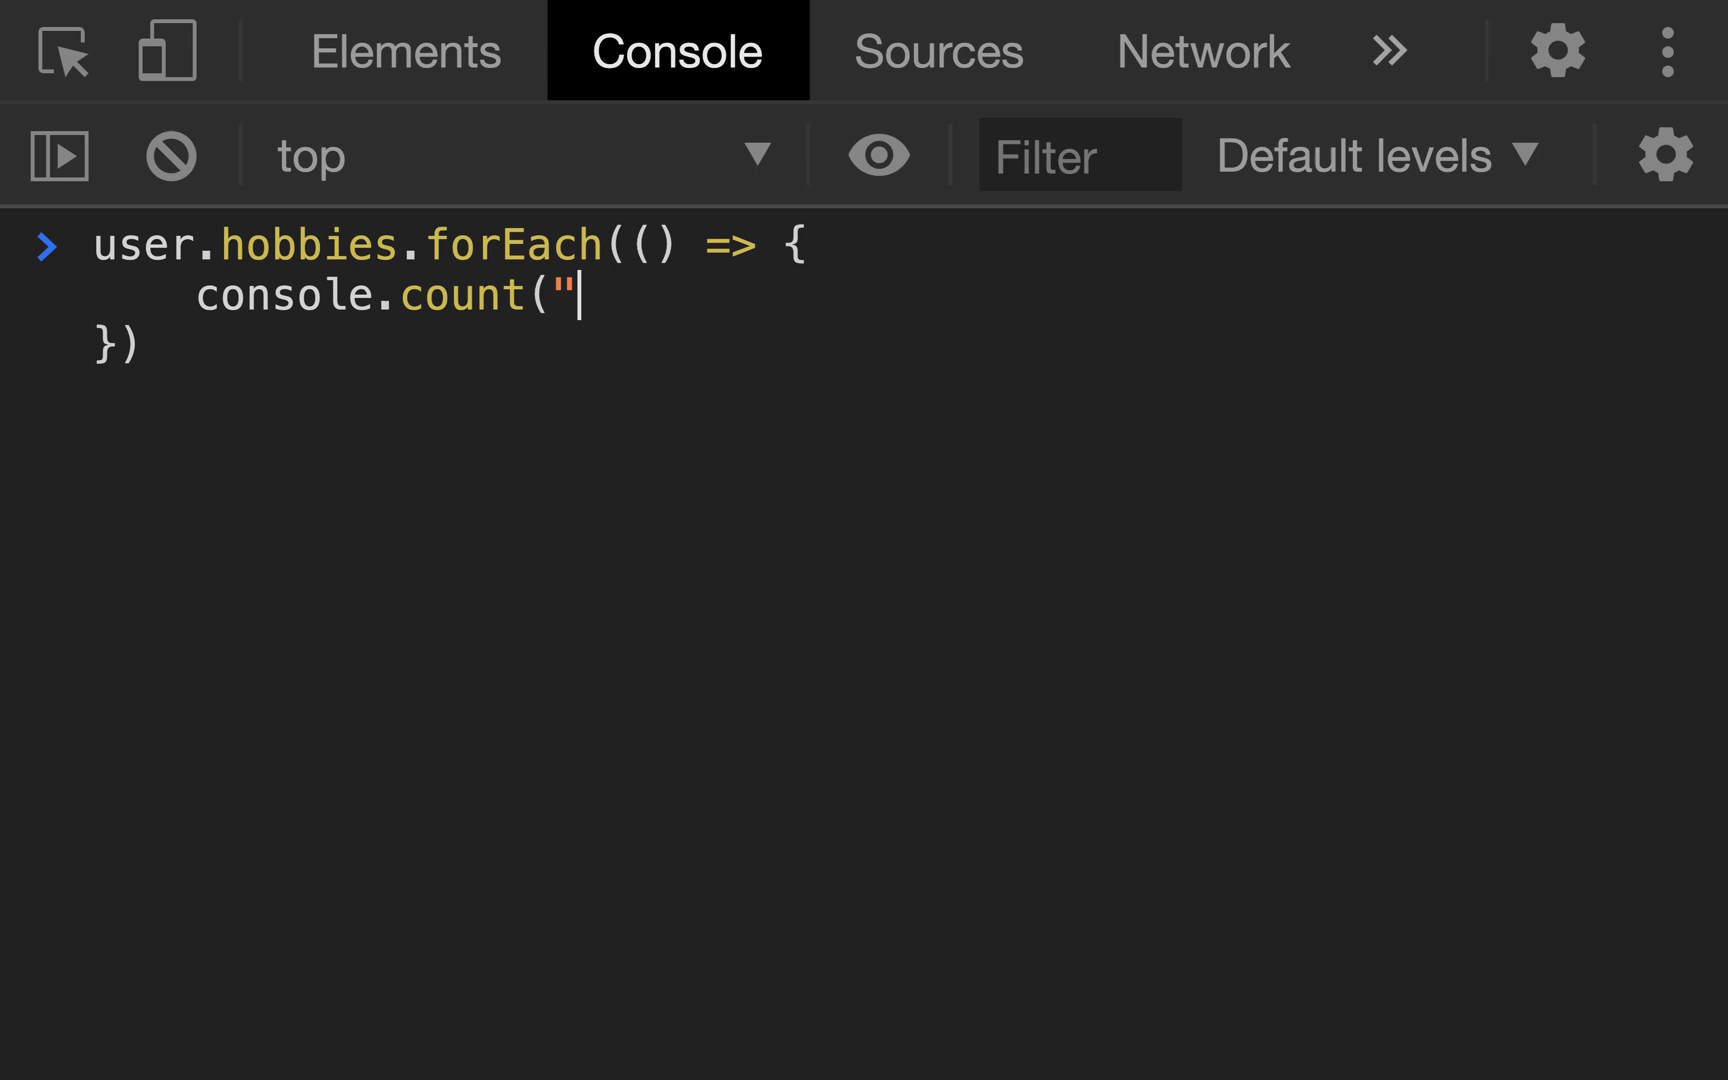 Elements Console Sources Network
top Filter Default levels
user.hobbies.forEach(() => {
    console.count("
})